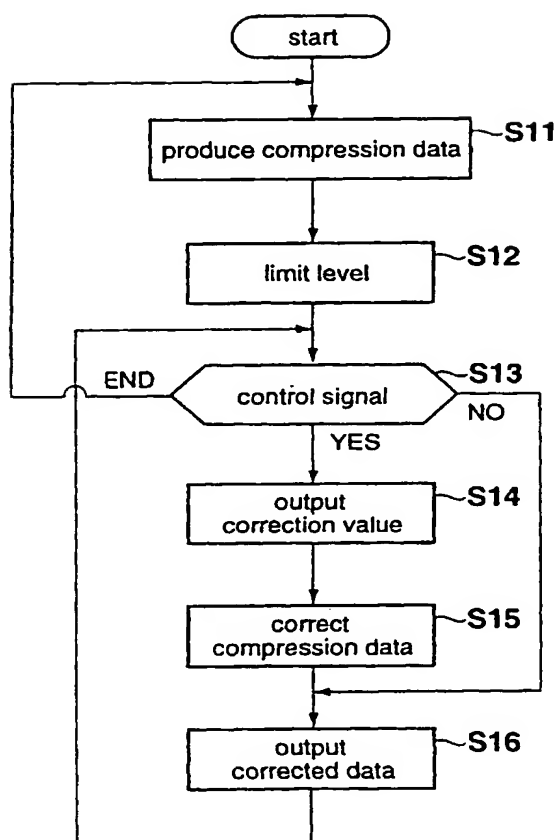 start
produce compression data
S11
limit level
S12
END
control signal
S13
NO
YES
output
correction value
S14
correct
compression data
S15
output
corrected data
S16